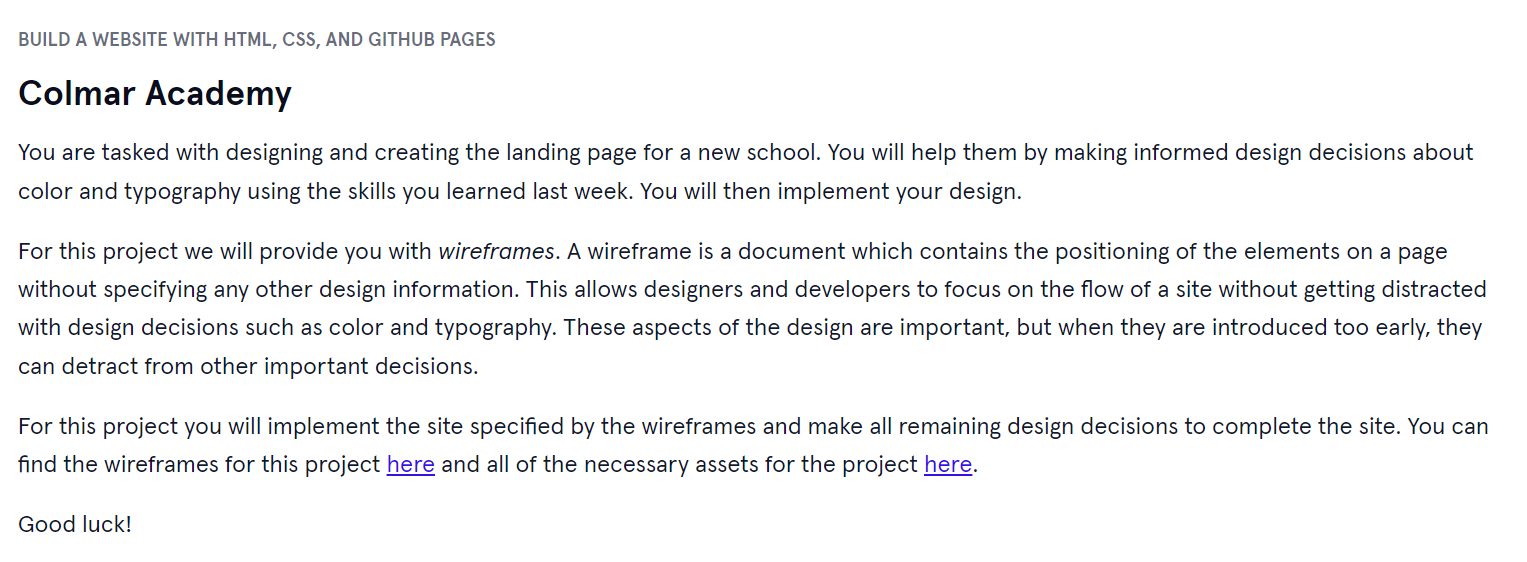 BUILD A WEBSITE WITH HTML, CSS, AND GITHUB PAGES
Colmar Academy
You are tasked with designing and creating the landing page for a new school. You will help them by making informed design decisions about
color and typography using the skills you learned last week. You will then implement your design.
For this project we will provide you with wireframes. A wireframe is a document which contains the positioning of the elements on a page
without specifying any other design information. This allows designers and developers to focus on the flow of a site without getting distracted
with design decisions such as color and typography. These aspects of the design are important, but when they are introduced too early, they
can detract from other important decisions.
For this project you will implement the site specified by the wireframes and make all remaining design decisions to complete the site. You can
find the wireframes for this project here and all of the necessary assets for the project here.
Good luck!